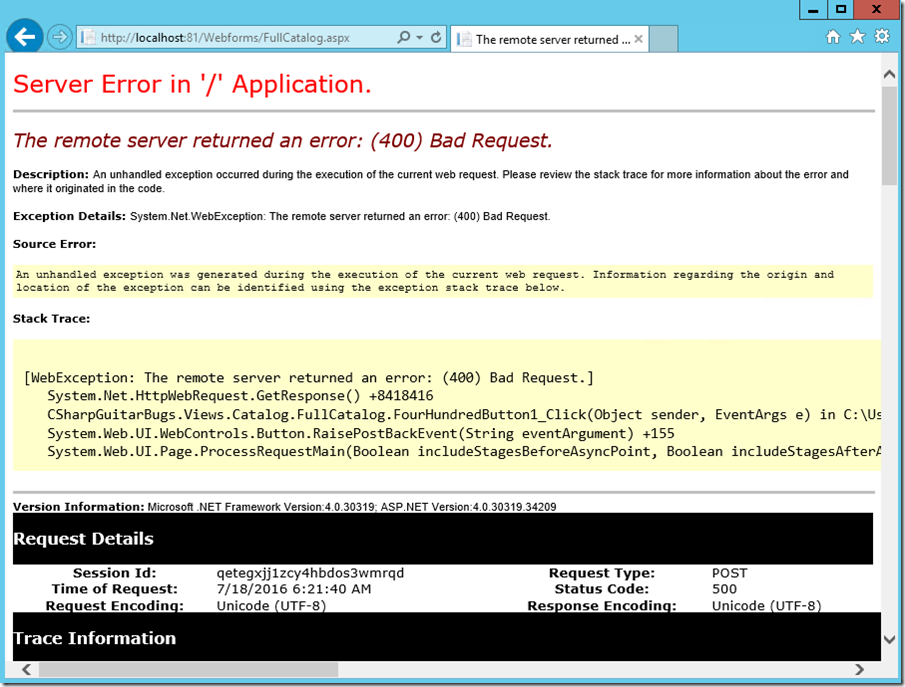 http://localhost:81/Webforms/FullCatalog.aspx
The remote server returned ...
Server Error in '/' Application.
The remote server returned an error: (400) Bad Request.
Description: An unhandled exception occurred during the execution of the current web request. Please review the stack trace for more information about the error and
where it originated in the code.
Exception Details: System.Net.WebException: The remote server returned an error: (400) Bad Request.
Source Error:
An unhandled exception was generated during the execution of the current web request. Information regarding the origin and
location of the exception can be identified using the exception stack trace below.
Stack Trace:
[WebException: The remote server returned an error: (400) Bad Request.]
System.Net.HttpWebRequest.GetResponse() +8418416
CSharpGuitarBugs.Views.Catalog.FullCatalog.FourHundredButton1_Click(Object sender, EventArgs e) in C:\Us
System.Web.UI.WebControls.Button.RaisePostBackEvent(String eventArgument) +155
System.Web.UI.Page.ProcessRequestMain(Boolean includeStagesBeforeAsyncPoint, Boolean includeStagesAfterA
Version Information: Microsoft .NET Framework Version:4.0.30319; ASP.NET Version:4.0.30319.34209
Request Details
Session Id: qetegxjj1zcy4hbdos3wmrqd Request Type: POST
Time of Request: 7/18/2016 6:21:40 AM Status Code: 500
Request Encoding: Unicode (UTF-8) Response Encoding: Unicode (UTF-8)
Trace Information